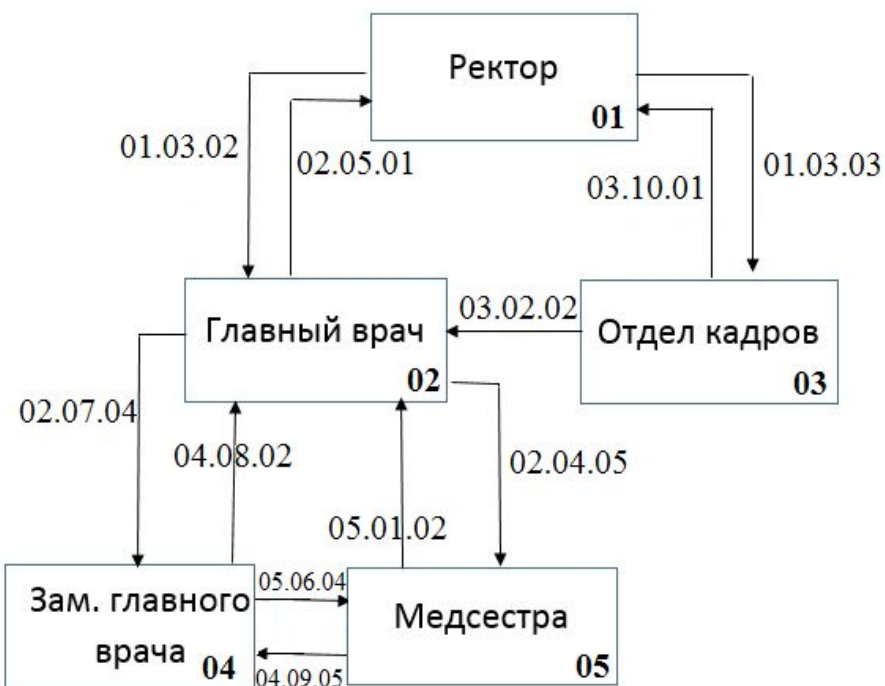 Ректор
01
01.03.02
02.05.01
03.10.01
01.03.03
Главный врач
02
03.02.02
Отдел кадров
03
02.07.04
04.08.02
05.01.02
02.04.05
Зам. главного
врача
04
05.06.04
04.09.05
Медсестра
05